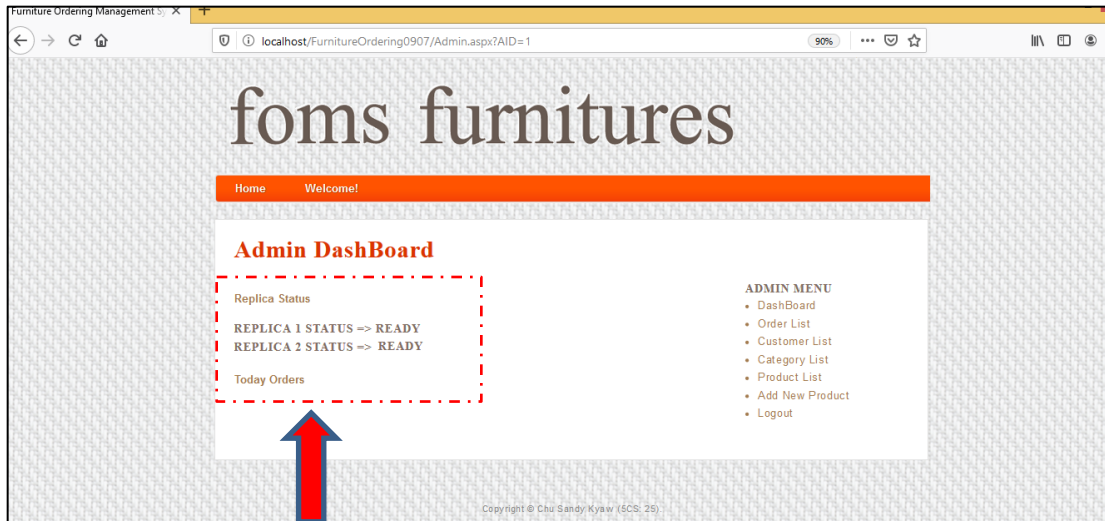 Furniture Ordering Management Sy
localhost/FurnitureOrdering0907/Admin.aspx?AID=1
90%
foms furnitures
Home Welcome!
Admin DashBoard
Replica Status
REPLICA 1 STATUS => READY
REPLICA 2 STATUS => READY
Today Orders
ADMIN MENU
DashBoard
Order List
Customer List
Category List
Product List
Add New Product
Logout
Copyright © Chu Sandy Kyaw (5CS: 25).